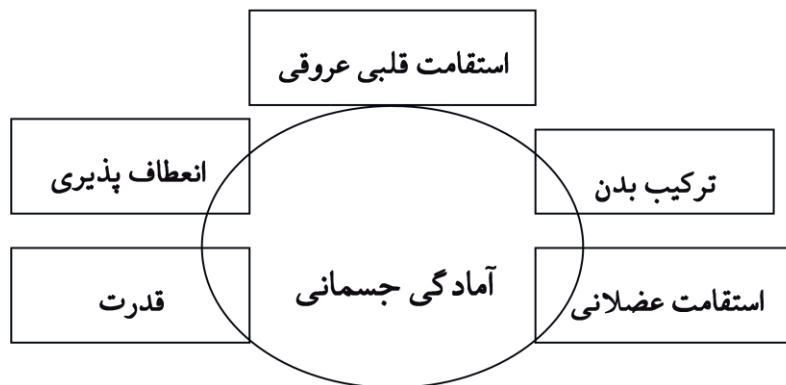 استقامت قلبی عروقی
ترکیب بدن
انعطاف پذیری
آمادگی جسمانی
استقامت عضلانی
قدرت